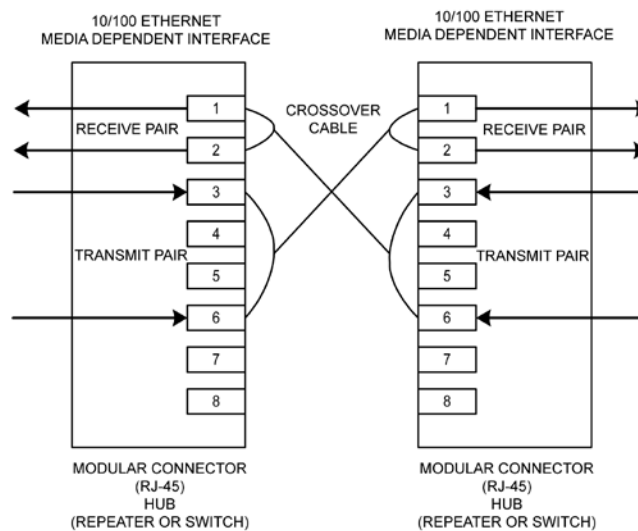 10/100 ETHERNET
MEDIA DEPENDENT INTERFACE
10/100 ETHERNET
MEDIA DEPENDENT INTERFACE
1
RECEIVE PAIR
2
3
4
TRANSMIT PAIR
5
6
7
8
CROSSOVER
CABLE
1
RECEIVE PAIR
2
3
4
TRANSMIT PAIR
5
6
7
8
MODULAR CONNECTOR
(RJ-45)
HUB
(REPEATER OR SWITCH)
MODULAR CONNECTOR
(RJ-45)
HUB
(REPEATER OR SWITCH)